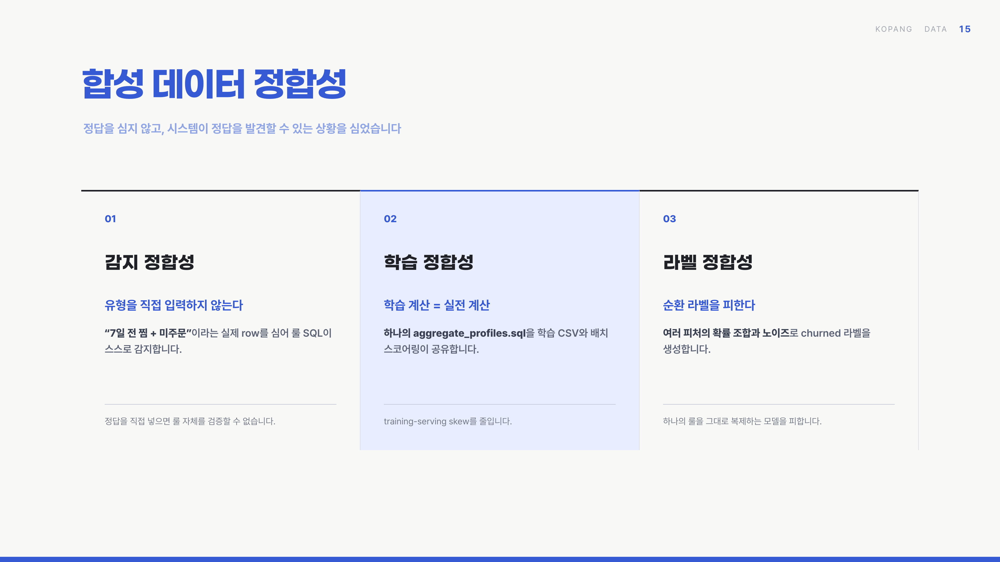 KOPANG DATA 15
합성 데이터 정합성
정답을 심지 않고, 시스템이 정답을 발견할 수 있는 상황을 심었습니다
01
감지 정합성
유형을 직접 입력하지 않는다
“7일 전 찜 + 미주문”이라는 실제 row를 심어 룰 SQL이
스스로 감지합니다.
정답을 직접 넣으면 룰 자체를 검증할 수 없습니다.
02
학습 정합성
학습 계산 = 실전 계산
하나의 aggregate_profiles.sql을 학습 CSV와 배치
스코어링이 공유합니다.
training-serving skew를 줄입니다.
03
라벨 정합성
순환 라벨을 피한다
여러 피처의 확률 조합과 노이즈로 churned 라벨을
생성합니다.
하나의 룰을 그대로 복제하는 모델을 피합니다.